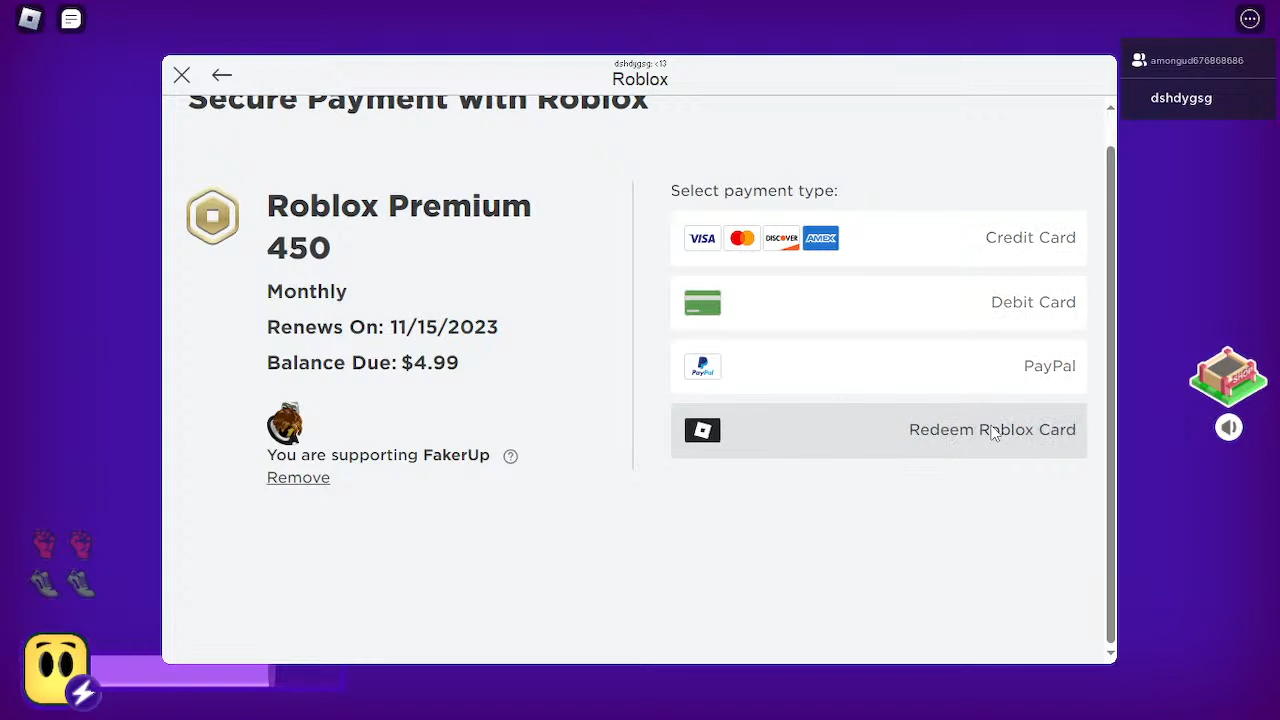 dshdygsg: <13
Roblox
amongud676868686
dshdygsg
Secure Payment With Roblox
Roblox Premium
450
Monthly
Renews On: 11/15/2023
Balance Due: $4.99
You are supporting FakerUp ?
Remove
Select payment type:
VISA DISCOVER AMEX Credit Card
Debit Card
PayPal PayPal
Redeem Roblox Card
SHOP